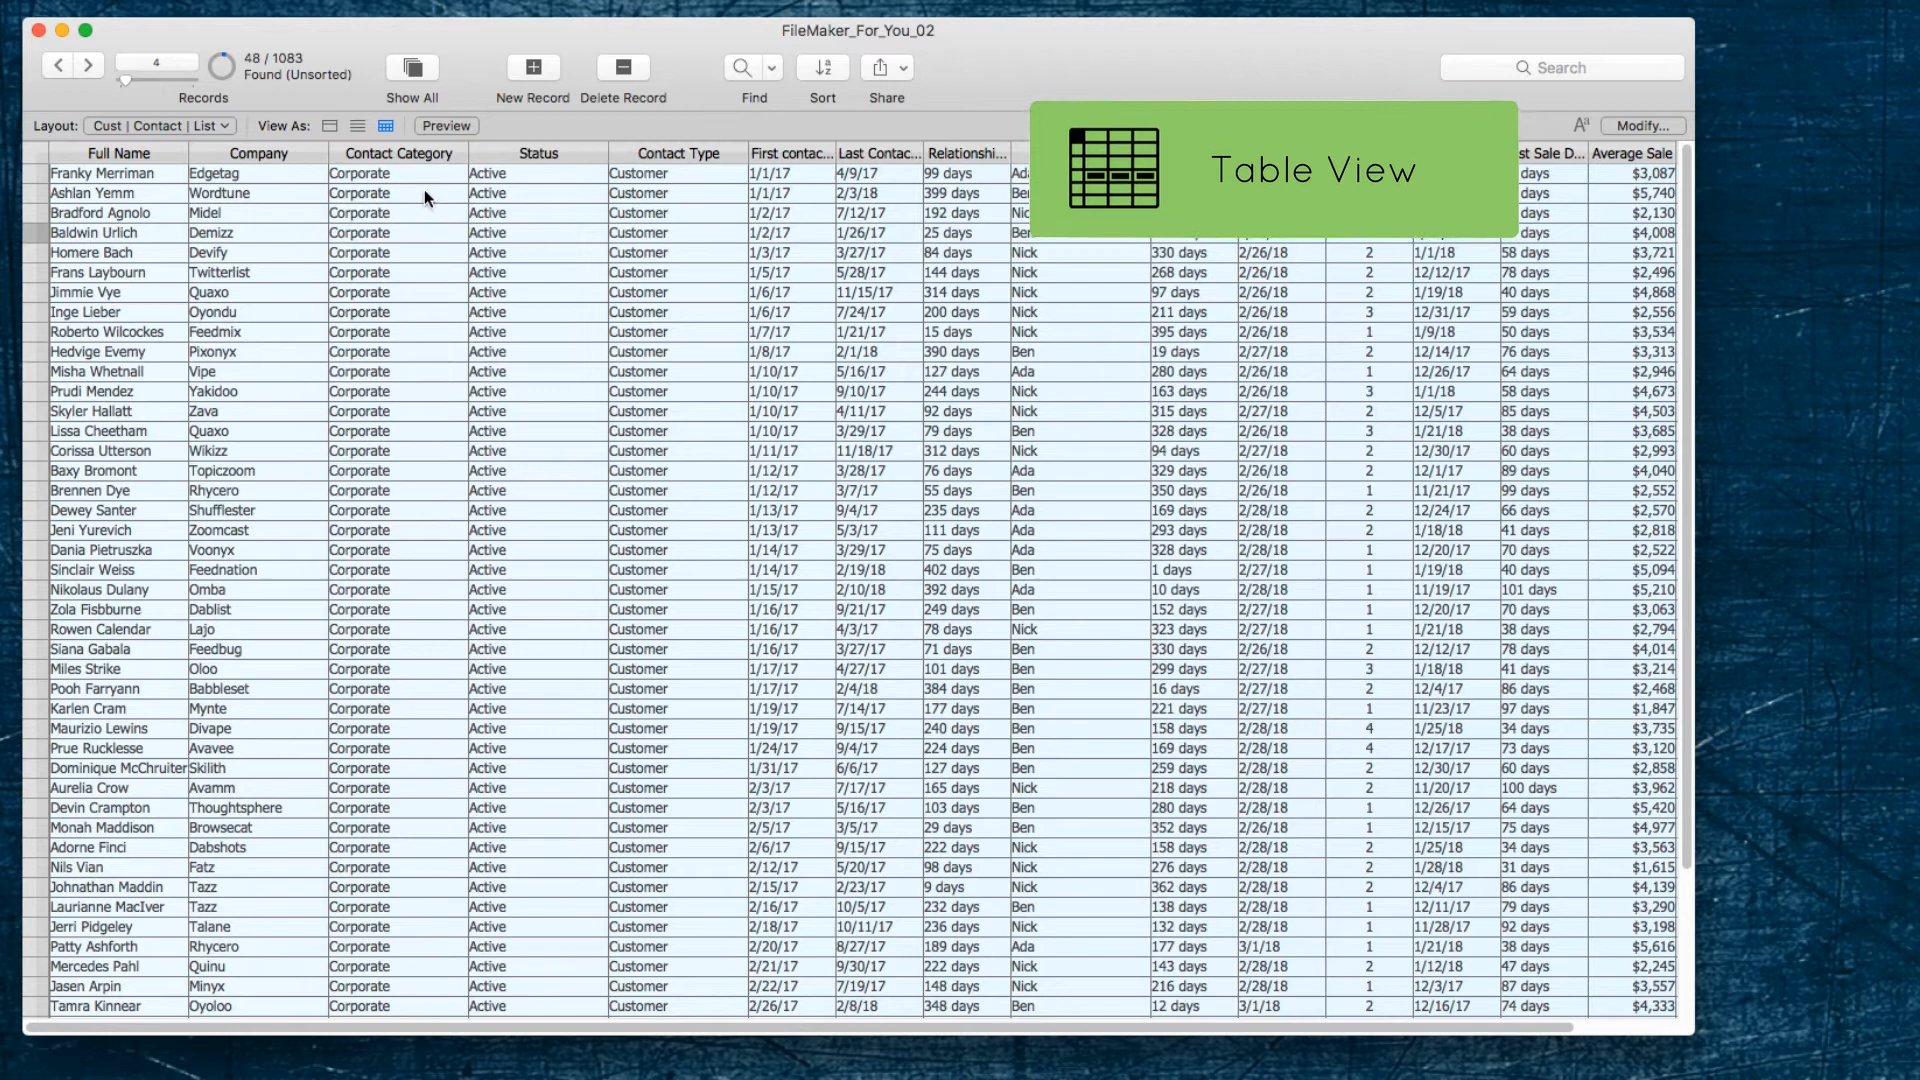 FileMaker_For_You_02
4
48 / 1083
Found (Unsorted)
Search
Records
Show All
New Record
Delete Record
Find
Sort
Share
Layout: Cust | Contact | List View As: Preview Modify...
Table View
Full Name Company Contact Category Status Contact Type First contac... Last Contac... Relationshi... st Sale D... Average Sale
Franky Merriman Edgetag Corporate Active Customer 1/1/17 4/9/17 99 days Ada days $3,087
Ashlan Yemm Wordtune Corporate Active Customer 1/1/17 2/3/18 399 days Be days $5,740
Bradford Agnolo Midel Corporate Active Customer 1/2/17 7/12/17 192 days Nic days $2,130
Baldwin Urlich Demizz Corporate Active Customer 1/2/17 1/26/17 25 days Be days $4,008
Homere Bach Devify Corporate Active Customer 1/3/17 3/27/17 84 days Nick 330 days 2/26/18 2 1/1/18 58 days $3,721
Frans Laybourn Twitterlist Corporate Active Customer 1/5/17 5/28/17 144 days Nick 268 days 2/26/18 2 12/12/17 78 days $2,496
Jimmie Vye Quaxo Corporate Active Customer 1/6/17 11/15/17 314 days Nick 97 days 2/26/18 2 1/19/18 40 days $4,868
Inge Lieber Oyondu Corporate Active Customer 1/6/17 7/24/17 200 days Nick 211 days 2/26/18 3 12/31/17 59 days $2,556
Roberto Wilcockes Feedmix Corporate Active Customer 1/7/17 1/21/17 15 days Nick 395 days 2/26/18 1 1/9/18 50 days $3,534
Hedvige Evemy Pixonyx Corporate Active Customer 1/8/17 2/1/18 390 days Ben 19 days 2/27/18 2 12/14/17 76 days $3,313
Misha Whetnall Vipe Corporate Active Customer 1/10/17 5/16/17 127 days Ada 280 days 2/26/18 1 12/26/17 64 days $2,946
Prudi Mendez Yakidoo Corporate Active Customer 1/10/17 9/10/17 244 days Nick 163 days 2/26/18 3 1/1/18 58 days $4,673
Skyler Hallatt Zava Corporate Active Customer 1/10/17 4/11/17 92 days Nick 315 days 2/27/18 2 12/5/17 85 days $4,503
Lissa Cheetham Quaxo Corporate Active Customer 1/10/17 3/29/17 79 days Ben 328 days 2/26/18 3 1/21/18 38 days $3,685
Corissa Utterson Wikizz Corporate Active Customer 1/11/17 11/18/17 312 days Nick 94 days 2/27/18 2 12/30/17 60 days $2,993
Baxy Bromont Topiczoom Corporate Active Customer 1/12/17 3/28/17 76 days Ada 329 days 2/26/18 2 12/1/17 89 days $4,040
Brennen Dye Rhycero Corporate Active Customer 1/12/17 3/7/17 55 days Ben 350 days 2/26/18 1 11/21/17 99 days $2,552
Dewey Santer Shufflester Corporate Active Customer 1/13/17 9/4/17 235 days Ada 169 days 2/28/18 2 12/24/17 66 days $2,570
Jeni Yurevich Zoomcast Corporate Active Customer 1/13/17 5/3/17 111 days Ada 293 days 2/28/18 2 1/18/18 41 days $2,818
Dania Pietruszka Voonyx Corporate Active Customer 1/14/17 3/29/17 75 days Ada 328 days 2/28/18 1 12/20/17 70 days $2,522
Sinclair Weiss Feednation Corporate Active Customer 1/14/17 2/19/18 402 days Ben 1 days 2/27/18 1 1/19/18 40 days $5,094
Nikolaus Dulany Omba Corporate Active Customer 1/15/17 2/10/18 392 days Ada 10 days 2/28/18 1 11/19/17 101 days $5,210
Zola Fisbburne Dablist Corporate Active Customer 1/16/17 9/21/17 249 days Ben 152 days 2/27/18 1 12/20/17 70 days $3,063
Rowen Calendar Lajo Corporate Active Customer 1/16/17 4/3/17 78 days Nick 323 days 2/27/18 1 1/21/18 38 days $2,794
Siana Gabala Feedbug Corporate Active Customer 1/16/17 3/27/17 71 days Ben 330 days 2/26/18 2 12/12/17 78 days $4,014
Miles Strike Oloo Corporate Active Customer 1/17/17 4/27/17 101 days Ben 299 days 2/27/18 3 1/18/18 41 days $3,214
Pooh Farryann Babbleset Corporate Active Customer 1/17/17 2/4/18 384 days Ben 16 days 2/27/18 2 12/4/17 86 days $2,468
Karlen Cram Mynte Corporate Active Customer 1/19/17 7/14/17 177 days Ben 221 days 2/27/18 1 11/23/17 97 days $1,847
Maurizio Lewins Divape Corporate Active Customer 1/19/17 9/15/17 240 days Ben 158 days 2/28/18 4 1/25/18 34 days $3,735
Prue Rucklesse Avavee Corporate Active Customer 1/24/17 9/4/17 224 days Ben 169 days 2/28/18 4 12/17/17 73 days $3,120
Dominique McChruiter Skilith Corporate Active Customer 1/31/17 6/6/17 127 days Ben 259 days 2/28/18 2 12/30/17 60 days $2,858
Aurelia Crow Avamm Corporate Active Customer 2/3/17 7/17/17 165 days Nick 218 days 2/28/18 2 11/20/17 100 days $3,962
Devin Crampton Thoughtsphere Corporate Active Customer 2/3/17 5/16/17 103 days Ben 280 days 2/28/18 1 12/26/17 64 days $5,420
Monah Maddison Browsecat Corporate Active Customer 2/5/17 3/5/17 29 days Ben 352 days 2/26/18 1 12/15/17 75 days $4,977
Adorne Finci Dabshots Corporate Active Customer 2/6/17 9/15/17 222 days Nick 158 days 2/28/18 2 1/25/18 34 days $3,563
Nils Vian Fatz Corporate Active Customer 2/12/17 5/20/17 98 days Nick 276 days 2/28/18 2 1/28/18 31 days $1,615
Johnathan Maddin Tazz Corporate Active Customer 2/15/17 2/23/17 9 days Nick 362 days 2/28/18 2 12/4/17 86 days $4,139
Laurianne MacIver Tazz Corporate Active Customer 2/16/17 10/5/17 232 days Ben 138 days 2/28/18 1 12/11/17 79 days $3,290
Jerri Pidgeley Talane Corporate Active Customer 2/18/17 10/11/17 236 days Nick 132 days 2/28/18 1 11/28/17 92 days $3,198
Patty Ashforth Rhycero Corporate Active Customer 2/20/17 8/27/17 189 days Ada 177 days 3/1/18 1 1/21/18 38 days $5,616
Mercedes Pahl Quinu Corporate Active Customer 2/21/17 9/30/17 222 days Nick 143 days 2/28/18 2 1/12/18 47 days $2,245
Jasen Arpin Minyx Corporate Active Customer 2/22/17 7/19/17 148 days Nick 216 days 2/28/18 1 12/3/17 87 days $3,557
Tamra Kinnear Oyoloo Corporate Active Customer 2/26/17 2/8/18 348 days Ben 12 days 3/1/18 2 12/16/17 74 days $4,333